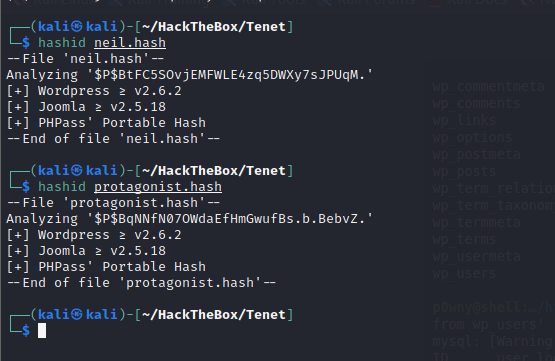 ┌──(kali㉿kali)-[~/HackTheBox/Tenet]
└─$ hashid neil.hash
--File 'neil.hash'--
Analyzing '$P$BtFC5SOvjEMFWLE4zq5DWXy7sJPUqM.'
[+] Wordpress ≥ v2.6.2
[+] Joomla ≥ v2.5.18
[+] PHPass' Portable Hash
--End of file 'neil.hash'--
┌──(kali㉿kali)-[~/HackTheBox/Tenet]
└─$ hashid protagonist.hash
--File 'protagonist.hash'--
Analyzing '$P$BqNNfN07OWdaEfHmGwufBs.b.BebvZ.'
[+] Wordpress ≥ v2.6.2
[+] Joomla ≥ v2.5.18
[+] PHPass' Portable Hash
--End of file 'protagonist.hash'--
┌──(kali㉿kali)-[~/HackTheBox/Tenet]
└─$
wp_commentmeta
wp_comments
wp_links
wp_options
wp_postmeta
wp_posts
wp_term_relatio
wp_term_taxonom
wp_termmeta
wp_terms
wp_usermeta
wp_users
p0wny@shell:
from wp_users"
mysql: [Warning